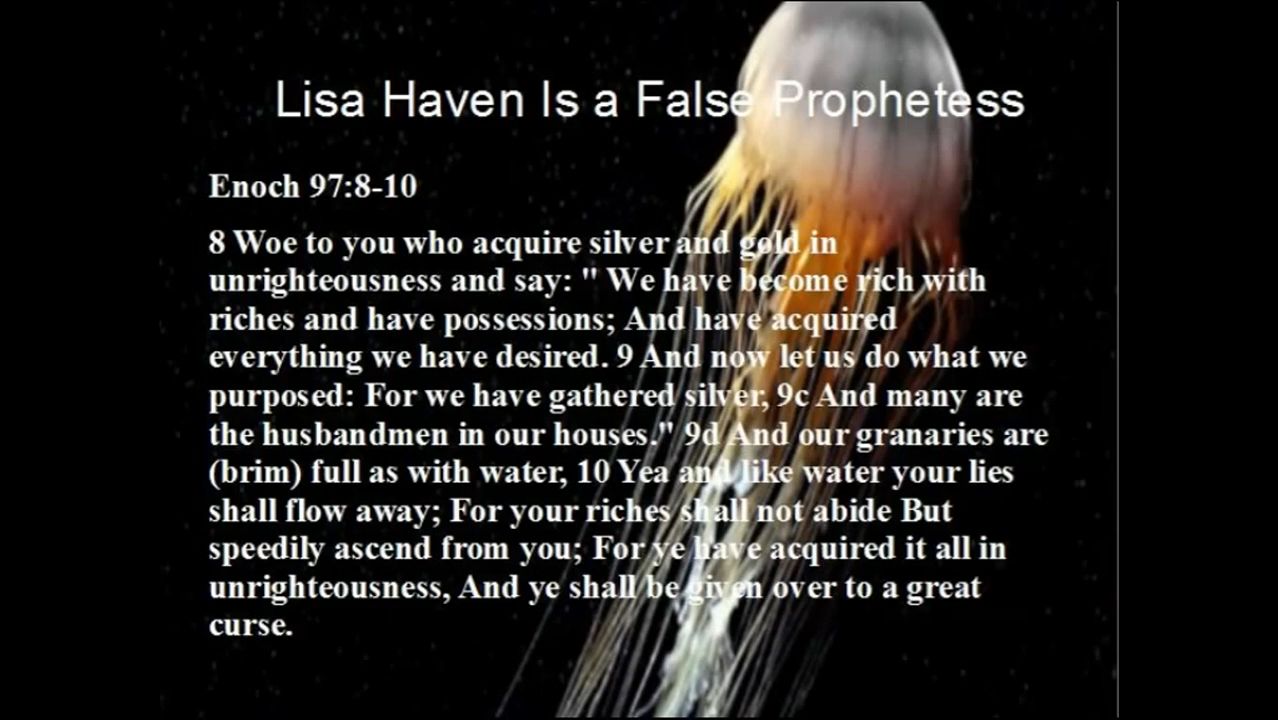 Lisa Haven Is a False Prophetess
Enoch 97:8-10
8 Woe to you who acquire silver and gold in
unrighteousness and say: " We have become rich with
riches and have possessions; And have acquired
everything we have desired. 9 And now let us do what we
purposed: For we have gathered silver, 9c And many are
the husbandmen in our houses." 9d And our granaries are
(brim) full as with water, 10 Yea and like water your lies
shall flow away; For your riches shall not abide But
speedily ascend from you; For ye have acquired it all in
unrighteousness, And ye shall be given over to a great
curse.